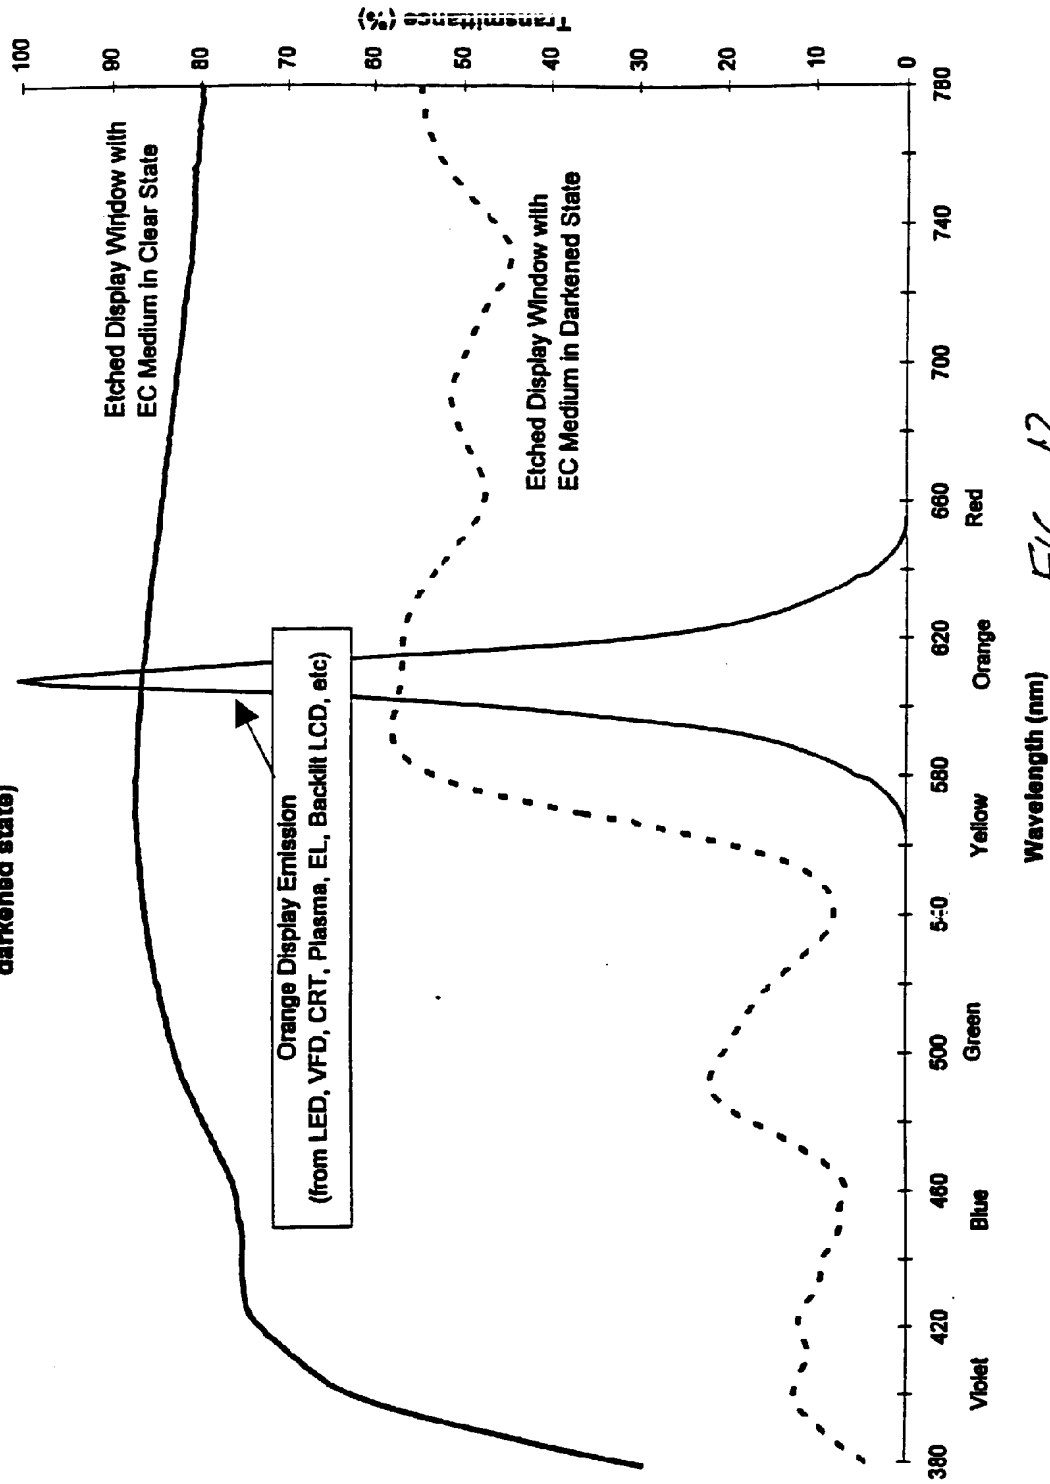 darkened state)
Etched Display Window with
EC Medium in Clear State
Orange Display Emission
(from LED, VFD, CRT, Plasma, EL, Backlit LCD, etc)
Etched Display Window with
EC Medium in Darkened State
Transmittance (%)
100
90
80
70
60
50
40
30
20
10
0
380 420 460 500 540 580 620 660 700 740 780
Violet Blue Green Yellow Orange Red
Wavelength (nm)